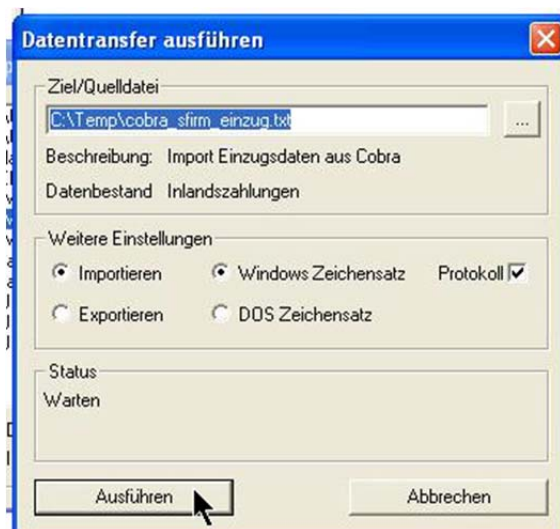 Datentransfer ausführen
Ziel/Quelldatei
C:\Temp\cobra_sfirm_einzug.txt ...
Beschreibung: Import Einzugsdaten aus Cobra
Datenbestand Inlandszahlungen
Weitere Einstellungen
Importieren Windows Zeichensatz Protokoll
Exportieren DOS Zeichensatz
Status
Warten
Ausführen Abbrechen